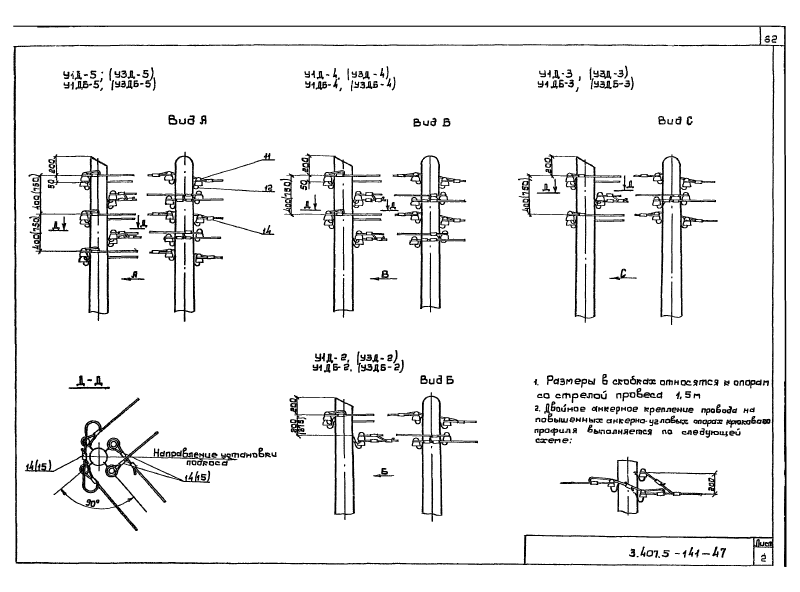 62
У1Д-5; (У3Д-5)
У1ДБ-5, (У3ДБ-5)
Вид А
200
50
400(750)
400(750)
Д
Д
А
11
12
14
У1Д-4, (У3Д-4)
У1ДБ-4, (У3ДБ-4)
Вид В
200
50
400(750)
Д
Д
В
У1Д-3, (У3Д-3)
У1ДБ-3, (У3ДБ-3)
Вид С
200
400(750)
Д
Д
С
Д-Д
14(15)
90°
Направление установки
подкоса
14(15)
У1Д-2, (У3Д-2)
У1ДБ-2, (У3ДБ-2)
Вид Б
200
200
Б
1. Размеры в скобках относятся к опорам
со стрелой провеса 1,5м
2. Двойное анкерное крепление провода на
повышенных анкерно-угловых опорах крюкового
профиля выполняется по следующей
схеме:
200
3.407.5-141-47
Лист
2